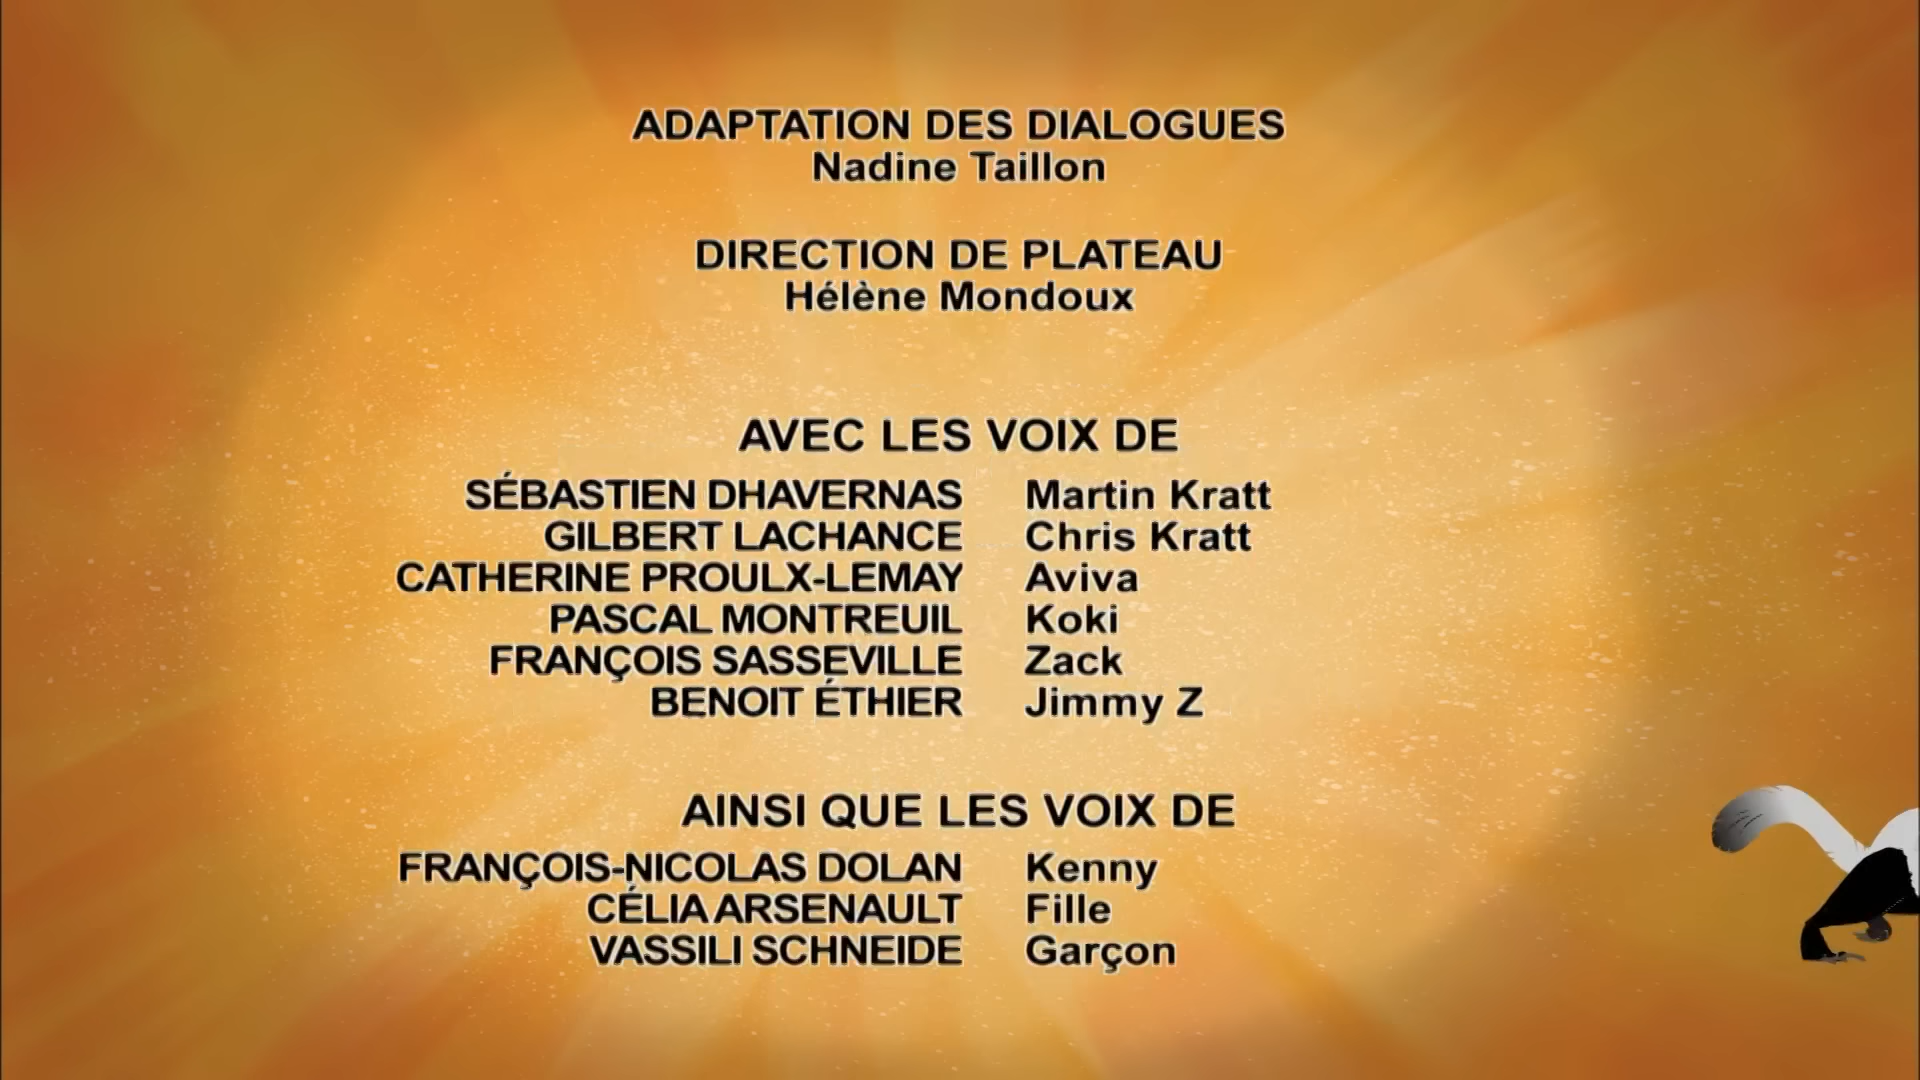 ADAPTATION DES DIALOGUES
Nadine Taillon
DIRECTION DE PLATEAU
Hélène Mondoux
AVEC LES VOIX DE
SÉBASTIEN DHAVERNAS Martin Kratt
GILBERT LACHANCE Chris Kratt
CATHERINE PROULX-LEMAY Aviva
PASCAL MONTREUIL Koki
FRANÇOIS SASSEVILLE Zack
BENOIT ÉTHIER Jimmy Z
AINSI QUE LES VOIX DE
FRANÇOIS-NICOLAS DOLAN Kenny
CÉLIA ARSENAULT Fille
VASSILI SCHNEIDE Garçon